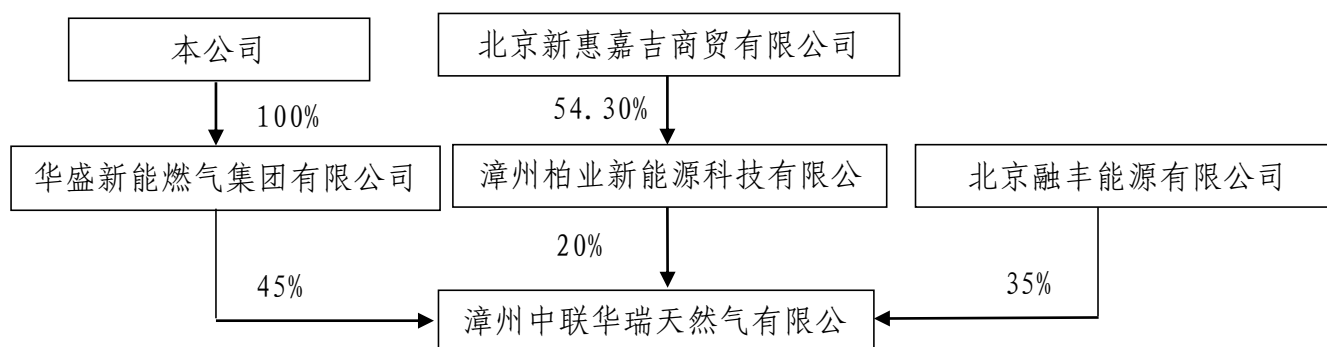 本公司
北京新惠嘉吉商贸有限公司
100%
54.30%
华盛新能燃气集团有限公司
漳州柏业新能源科技有限公
北京融丰能源有限公司
20%
45%
35%
漳州中联华瑞天然气有限公